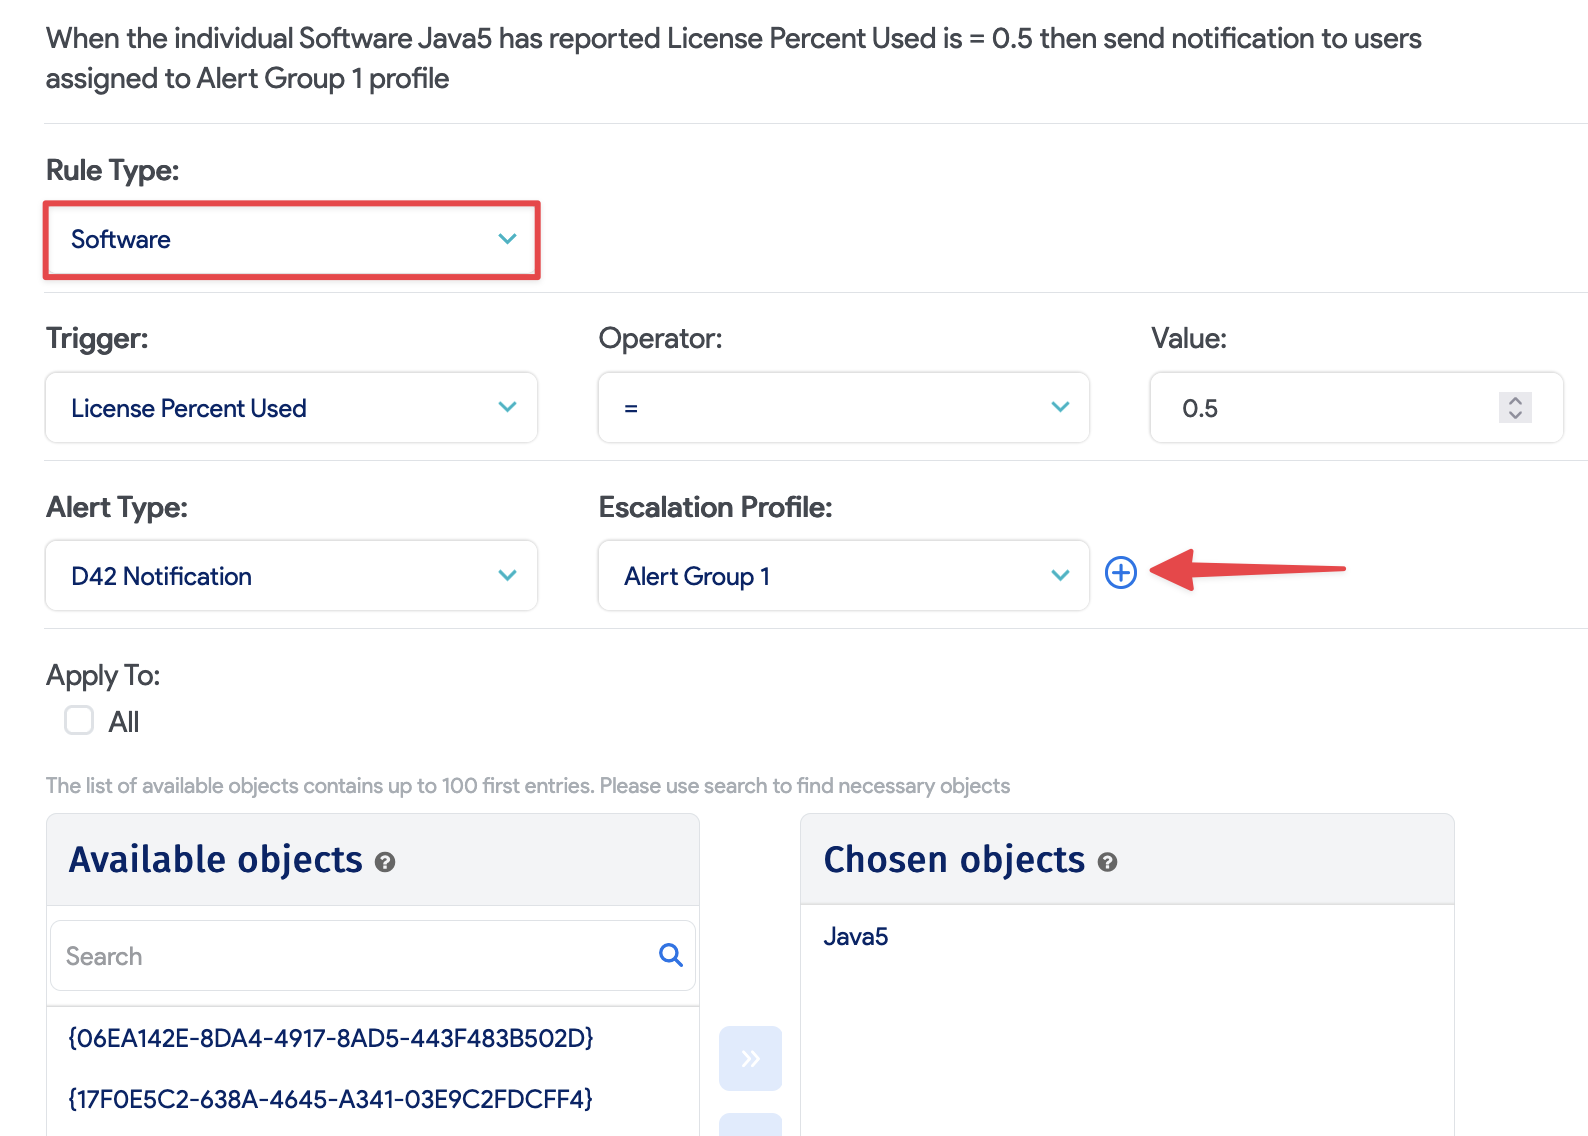 When the individual Software Java5 has reported License Percent Used is = 0.5 then send notification to users
assigned to Alert Group 1 profile
Rule Type:
Software
Trigger:
Operator:
Value:
License Percent Used
=
0.5
Alert Type:
Escalation Profile:
D42 Notification
Alert Group 1
Apply To:
All
The list of available objects contains up to 100 first entries. Please use search to find necessary objects
Available objects ?
Chosen objects ?
Search
Java5
{06EA142E-8DA4-4917-8AD5-443F483B502D}
{17F0E5C2-638A-4645-A341-03E9C2FDCFF4}